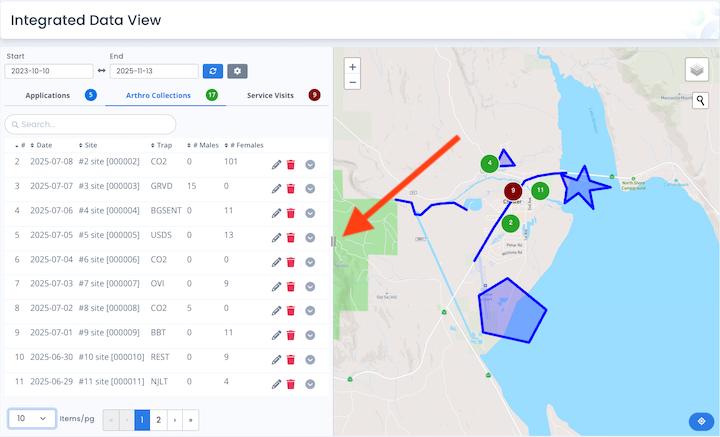 Integrated Data View
Start End
2023-10-10 2025-11-13
Applications 5 Arthro Collections 17 Service Visits 9
Search...
# Date Site Trap # Males # Females
2 2025-07-08 #2 site [000002] CO2 0 101
3 2025-07-07 #3 site [000003] GRVD 15 0
4 2025-07-06 #4 site [000004] BGSENT 0 11
5 2025-07-05 #5 site [000005] USDS 0 13
6 2025-07-04 #6 site [000006] CO2 0 0
7 2025-07-03 #7 site [000007] OVI 0 9
8 2025-07-02 #8 site [000008] CO2 5 0
9 2025-07-01 #9 site [000009] BBT 0 11
10 2025-06-30 #10 site [000010] REST 0 9
11 2025-06-29 #11 site [000011] NJLT 0 4
10 Items/pg « ‹ 1 2 › »
+
−
4
9
11
2
North Shore
Campground